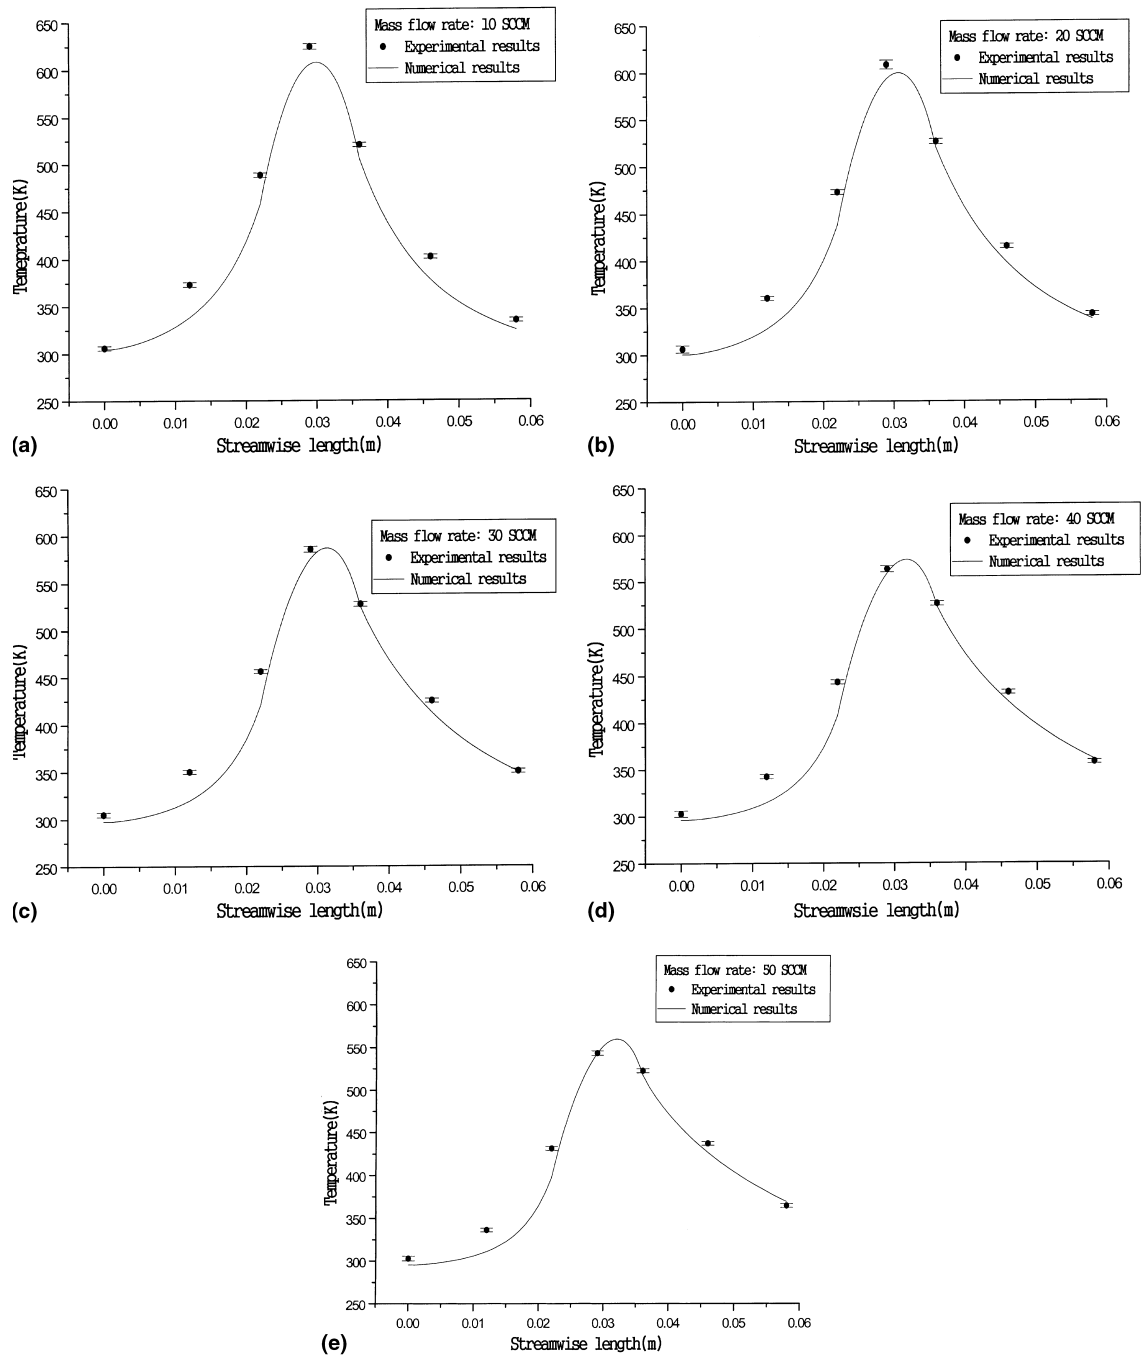 Mass flow rate: 10 SCCM
Experimental results
Numerical results
650
600
550
500
450
400
350
300
250
Temeprature(K)
0.00 0.01 0.02 0.03 0.04 0.05 0.06
Streamwise length(m)
(a)
Mass flow rate: 20 SCCM
Experimental results
Numerical results
650
600
550
500
450
400
350
300
250
Temperature(K)
0.00 0.01 0.02 0.03 0.04 0.05 0.06
Streamwise length(m)
(b)
Mass flow rate: 30 SCCM
Experimental results
Numerical results
650
600
550
500
450
400
350
300
250
Temperature(K)
0.00 0.01 0.02 0.03 0.04 0.05 0.06
Streamwise length(m)
(c)
Mass flow rate: 40 SCCM
Experimental results
Numerical results
650
600
550
500
450
400
350
300
250
Temperature(K)
0.00 0.01 0.02 0.03 0.04 0.05 0.06
Streamwsie length(m)
(d)
Mass flow rate: 50 SCCM
Experimental results
Numerical results
650
600
550
500
450
400
350
300
250
Temperature(K)
0.00 0.01 0.02 0.03 0.04 0.05 0.06
Streamwise length(m)
(e)